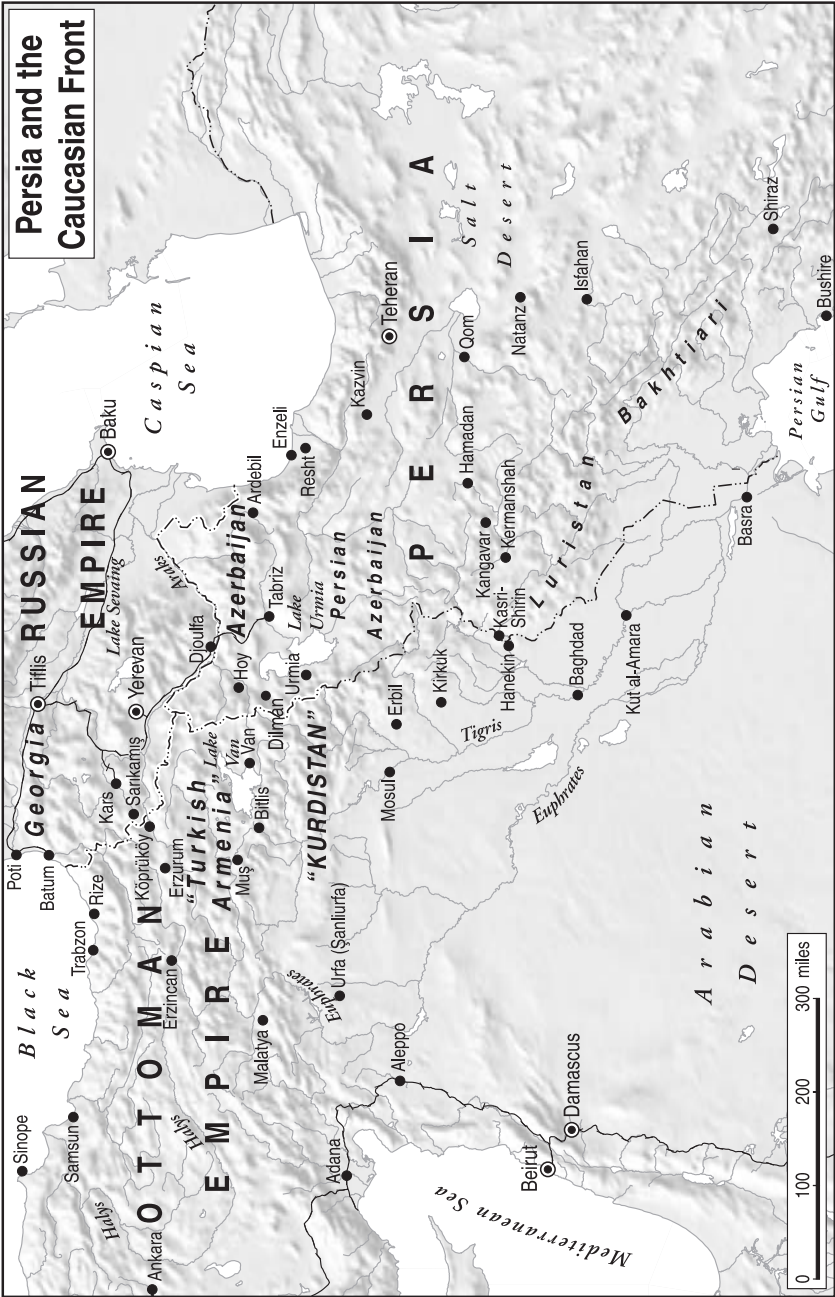 Persia and the
Caucasian Front
Black
Sea
Caspian
Sea
RUSSIAN
EMPIRE
Georgia
Poti
Batum
Tiflis
Baku
Lake Sevaing
Yerevan
Kars
Sarıkamış
Köprüköy
Erzurum
Rize
Trabzon
Erzincan
Sinope
Samsun
Halys
Halys
Ankara
OTTOMAN
EMPIRE
"Turkish
Armenia"
Lake
Van
Van
Muş
Bitlis
Malatya
Euphrates
Urfa (Şanliurfa)
"KURDISTAN"
Araks
Djoulfa
Azerbaijan
Ardebil
Hoy
Dilman
Tabriz
Urmia
Lake
Urmia
Persian
Azerbaijan
Enzeli
Resht
Kazvin
Teheran
PERSIA
Salt
Desert
Qom
Natanz
Isfahan
Hamadan
Kangavar
Kermanshah
Kasri-
Shirin
Hanekin
Luristan
Bakhtiari
Shiraz
Bushire
Persian
Gulf
Basra
Erbil
Kirkuk
Mosul
Tigris
Baghdad
Kut al-Amara
Euphrates
Adana
Aleppo
Damascus
Beirut
Mediterranean Sea
Arabian
Desert
0 100 200 300 miles